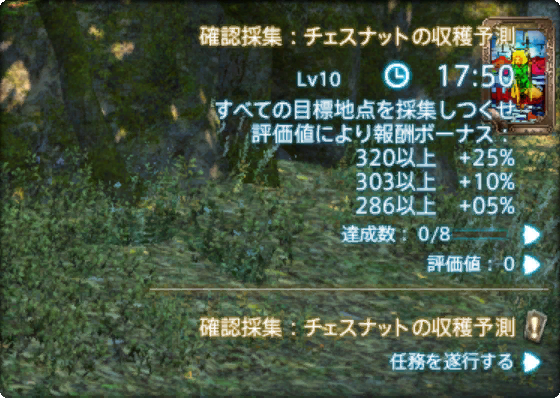 確認採集：チェスナットの収穫予測
Lv10 17:50
すべての目標地点を採集しつくせ
評価値により報酬ボーナス！
320以上 +25%
303以上 +10%
286以上 +05%
達成数： 0/8
評価値： 0
確認採集：チェスナットの収穫予測
任務を遂行する